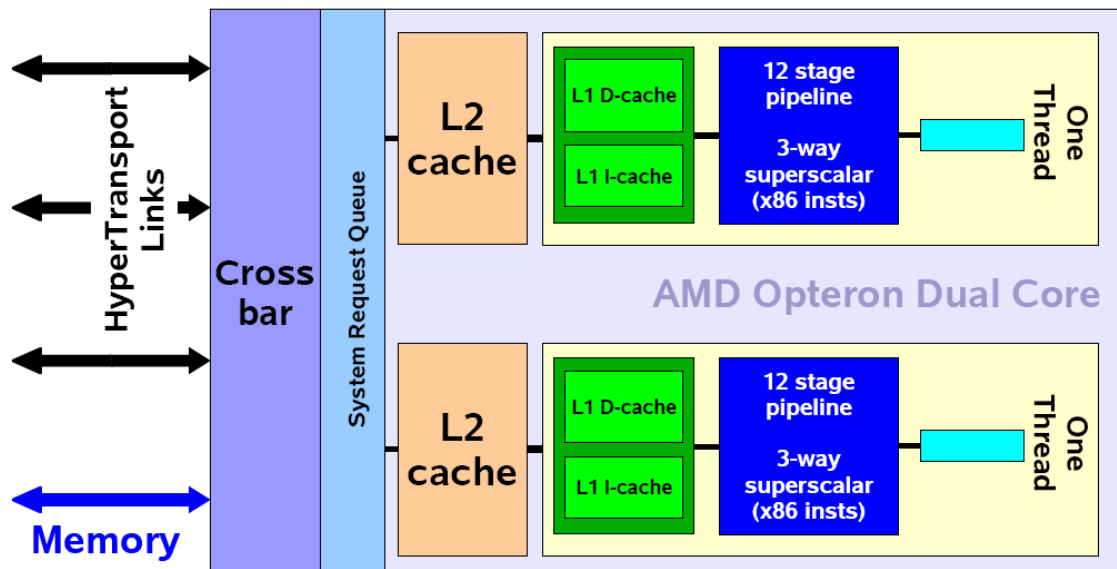 HyperTransport
Links
Memory
Cross
bar
System Request Queue
L2
cache
L1 D-cache
L1 I-cache
12 stage
pipeline
3-way
superscalar
(x86 insts)
One
Thread
AMD Opteron Dual Core
L2
cache
L1 D-cache
L1 I-cache
12 stage
pipeline
3-way
superscalar
(x86 insts)
One
Thread